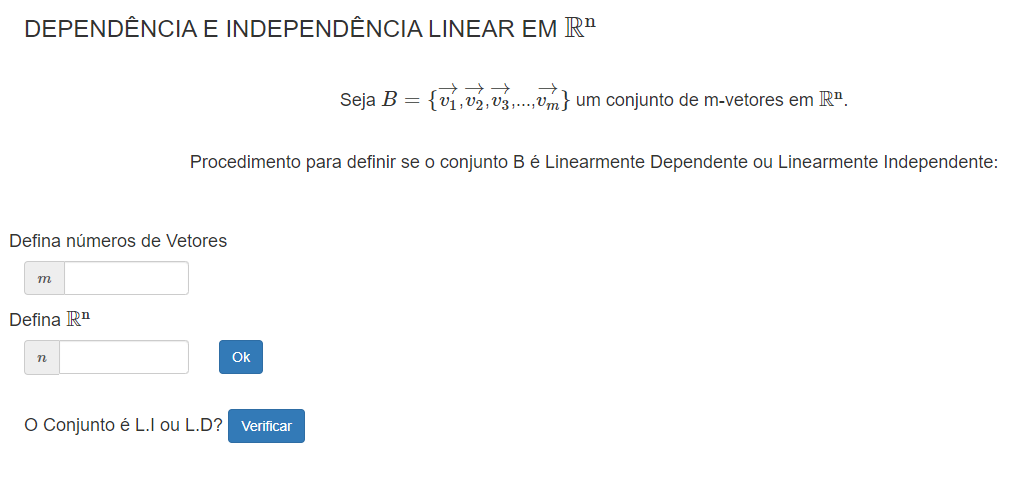 DEPENDÊNCIA E INDEPENDÊNCIA LINEAR EM ℝⁿ
Seja B = {v₁⃗,v₂⃗,v₃⃗,...,vₘ⃗} um conjunto de m-vetores em ℝⁿ.
Procedimento para definir se o conjunto B é Linearmente Dependente ou Linearmente Independente:
Defina números de Vetores
m
Defina ℝⁿ
n Ok
O Conjunto é L.I ou L.D? Verificar